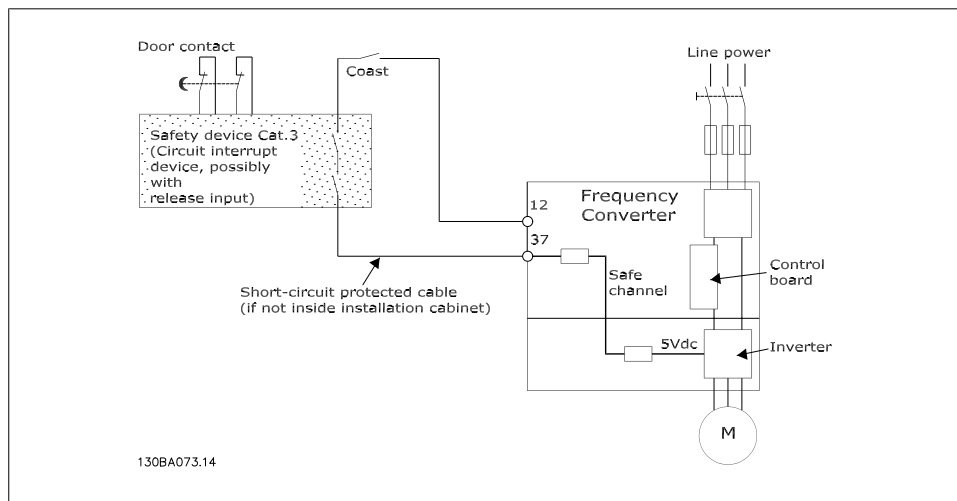 Door contact
Line power
Coast
Safety device Cat.3
(Circuit interrupt
device, possibly
with
release input)
12
Frequency
Converter
37
Safe
channel
Control
board
Short-circuit protected cable
(if not inside installation cabinet)
5Vdc
Inverter
M
130BA073.14